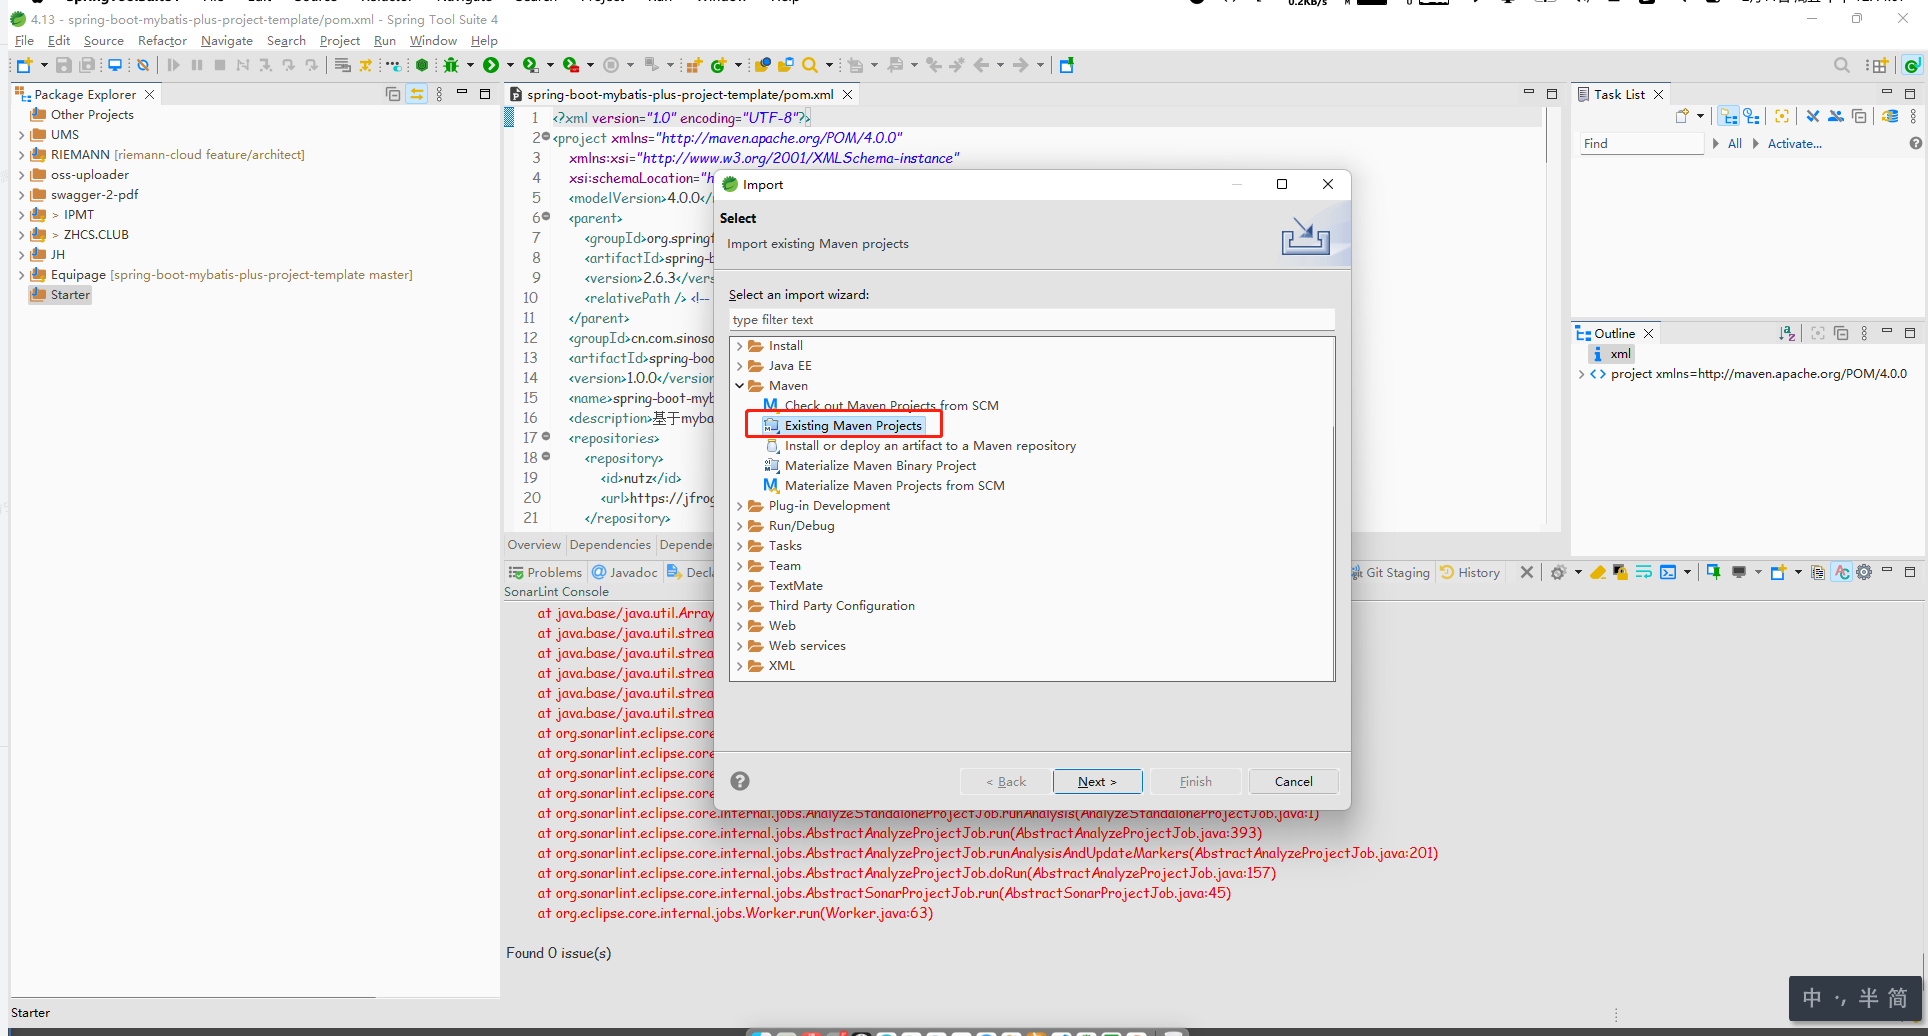 0.2KB/s
4.13 - spring-boot-mybatis-plus-project-template/pom.xml - Spring Tool Suite 4
File Edit Source Refactor Navigate Search Project Run Window Help
Package Explorer
Other Projects
UMS
RIEMANN [riemann-cloud feature/architect]
oss-uploader
swagger-2-pdf
> IPMT
> ZHCS.CLUB
JH
Equipage [spring-boot-mybatis-plus-project-template master]
Starter
spring-boot-mybatis-plus-project-template/pom.xml
1 <?xml version="1.0" encoding="UTF-8"?>
2 <project xmlns="http://maven.apache.org/POM/4.0.0"
3 xmlns:xsi="http://www.w3.org/2001/XMLSchema-instance"
4 xsi:schemaLocation="h
5 <modelVersion>4.0.0</
6 <parent>
7 <groupId>org.springf
8 <artifactId>spring-b
9 <version>2.6.3</vers
10 <relativePath /> <!--
11 </parent>
12 <groupId>cn.com.sinoso
13 <artifactId>spring-boo
14 <version>1.0.0</version
15 <name>spring-boot-myb
16 <description>基于myba
17 <repositories>
18 <repository>
19 <id>nutz</id>
20 <url>https://jfrog
21 </repository>
Overview Dependencies Depende
Import
Select
Import existing Maven projects
Select an import wizard:
type filter text
Install
Java EE
Maven
Check out Maven Projects from SCM
Existing Maven Projects
Install or deploy an artifact to a Maven repository
Materialize Maven Binary Project
Materialize Maven Projects from SCM
Plug-in Development
Run/Debug
Tasks
Team
TextMate
Third Party Configuration
Web
Web services
XML
< Back Next > Finish Cancel
Task List
Find All Activate...
Outline
xml
project xmlns=http://maven.apache.org/POM/4.0.0
Problems Javadoc Decla
Git Staging History
SonarLint Console
at java.base/java.util.Array
at java.base/java.util.strea
at java.base/java.util.strea
at java.base/java.util.strea
at java.base/java.util.strea
at java.base/java.util.strea
at org.sonarlint.eclipse.core
at org.sonarlint.eclipse.core
at org.sonarlint.eclipse.core
at org.sonarlint.eclipse.core
at org.sonarlint.eclipse.core.internal.jobs.AnalyzeStandaloneProjectJob.runAnalysis(AnalyzeStandaloneProjectJob.java:1)
at org.sonarlint.eclipse.core.internal.jobs.AbstractAnalyzeProjectJob.run(AbstractAnalyzeProjectJob.java:393)
at org.sonarlint.eclipse.core.internal.jobs.AbstractAnalyzeProjectJob.runAnalysisAndUpdateMarkers(AbstractAnalyzeProjectJob.java:201)
at org.sonarlint.eclipse.core.internal.jobs.AbstractAnalyzeProjectJob.doRun(AbstractAnalyzeProjectJob.java:157)
at org.sonarlint.eclipse.core.internal.jobs.AbstractSonarProjectJob.run(AbstractSonarProjectJob.java:45)
at org.eclipse.core.internal.jobs.Worker.run(Worker.java:63)
Found 0 issue(s)
中 ·, 半 简
Starter